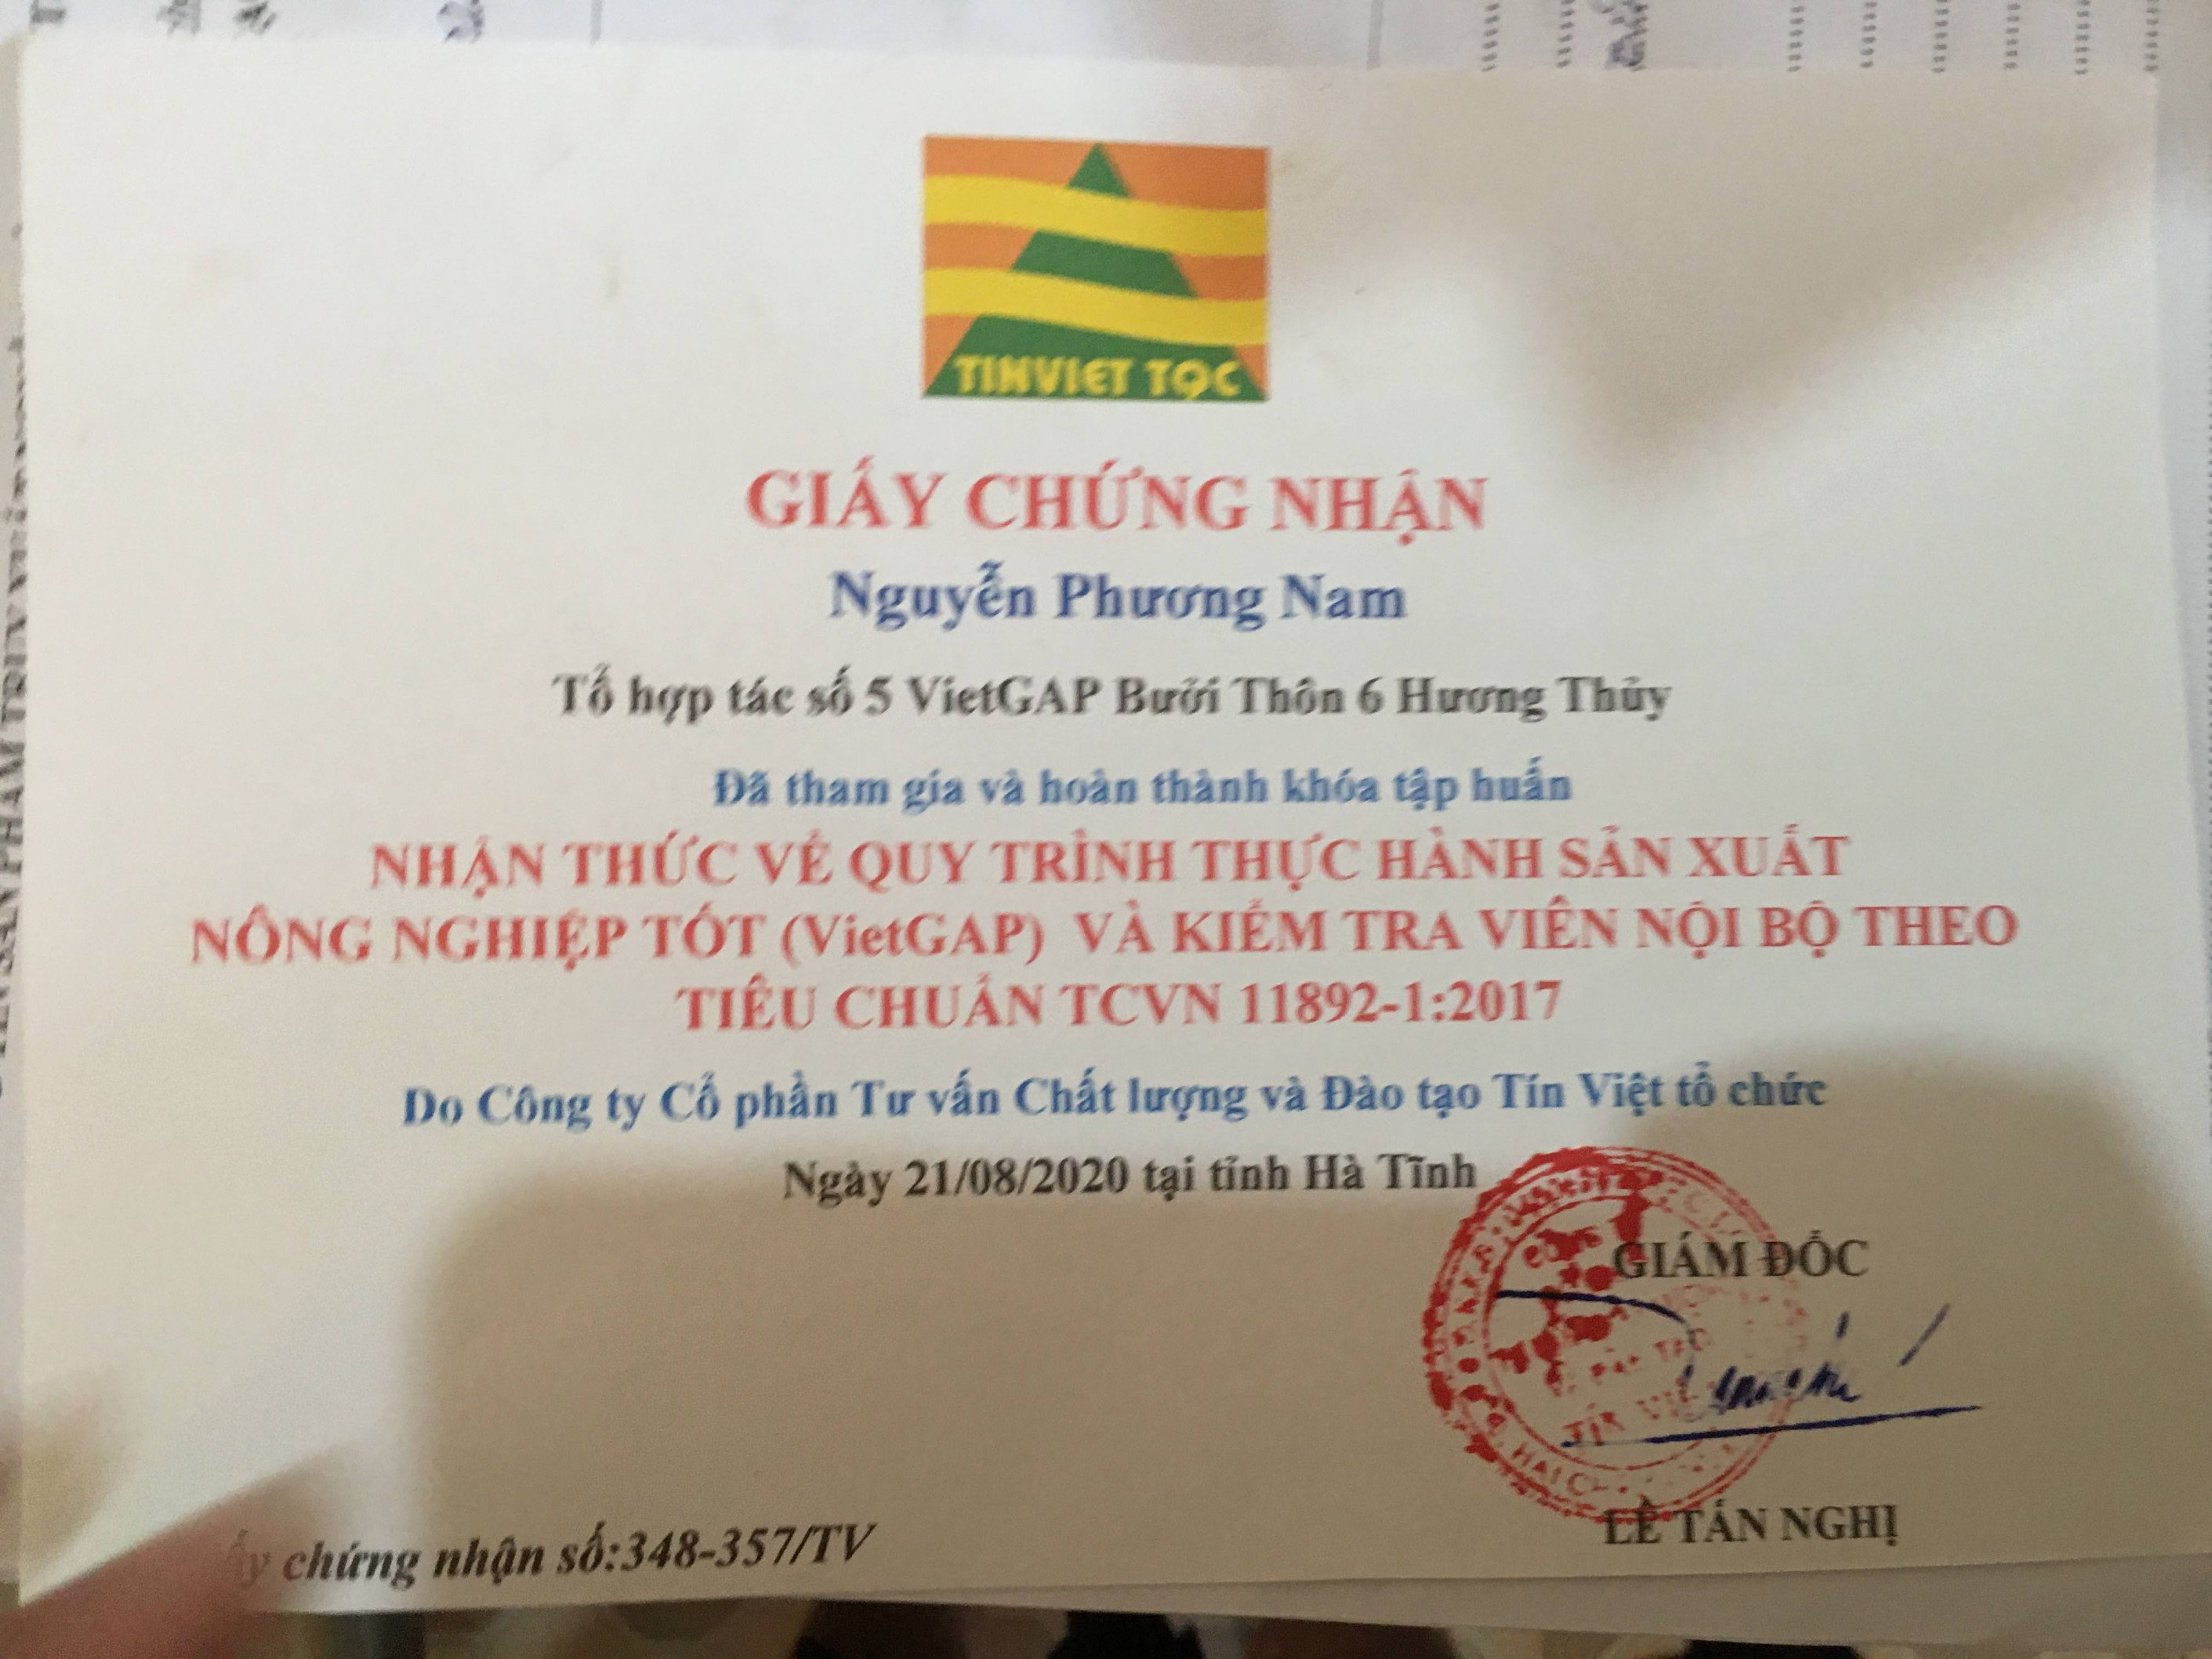 TINVIET TQC
GIẤY CHỨNG NHẬN
Nguyễn Phương Nam
Tổ hợp tác số 5 VietGAP Bưởi Thôn 6 Hương Thủy
Đã tham gia và hoàn thành khóa tập huấn
NHẬN THỨC VỀ QUY TRÌNH THỰC HÀNH SẢN XUẤT
NÔNG NGHIỆP TỐT (VietGAP) VÀ KIỂM TRA VIÊN NỘI BỘ THEO
TIÊU CHUẨN TCVN 11892-1:2017
Do Công ty Cổ phần Tư vấn Chất lượng và Đào tạo Tín Việt tổ chức
Ngày 21/08/2020 tại tỉnh Hà Tĩnh
GIÁM ĐỐC
LÊ TẤN NGHỊ
chứng nhận số:348-357/TV